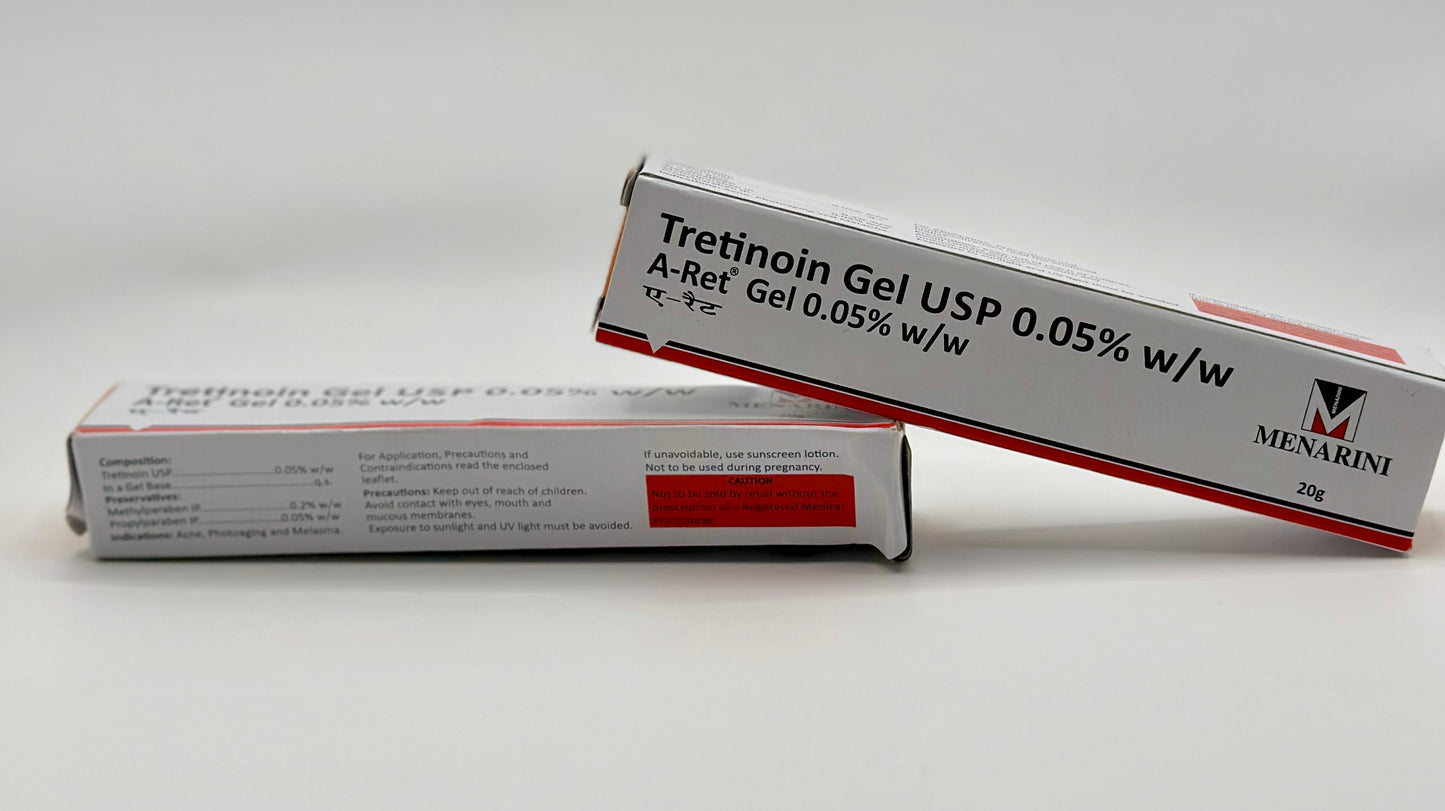 Tretinoin Gel USP 0.05% w/w
A-Ret® Gel 0.05% w/w
ए-रैट
MENARINI
MENARINI
20g
Tretinoin Gel USP 0.05% w/w
A-Ret® Gel 0.05% w/w
ए-रैट
MENARINI
20g
Composition:
Tretinoin USP 0.05% w/w
In a Gel Base q.s.
Preservatives:
Methylparaben IP 0.2% w/w
Propylparaben IP 0.05% w/w
Indications: Acne, Photoaging and Melasma.
For Application, Precautions and
Contraindications read the enclosed
leaflet.
Precautions: Keep out of reach of children.
Avoid contact with eyes, mouth and
mucous membranes.
Exposure to sunlight and UV light must be avoided.
If unavoidable, use sunscreen lotion.
Not to be used during pregnancy.
CAUTION
Not to be sold by retail without the
prescription of a Registered Medical
Practitioner.